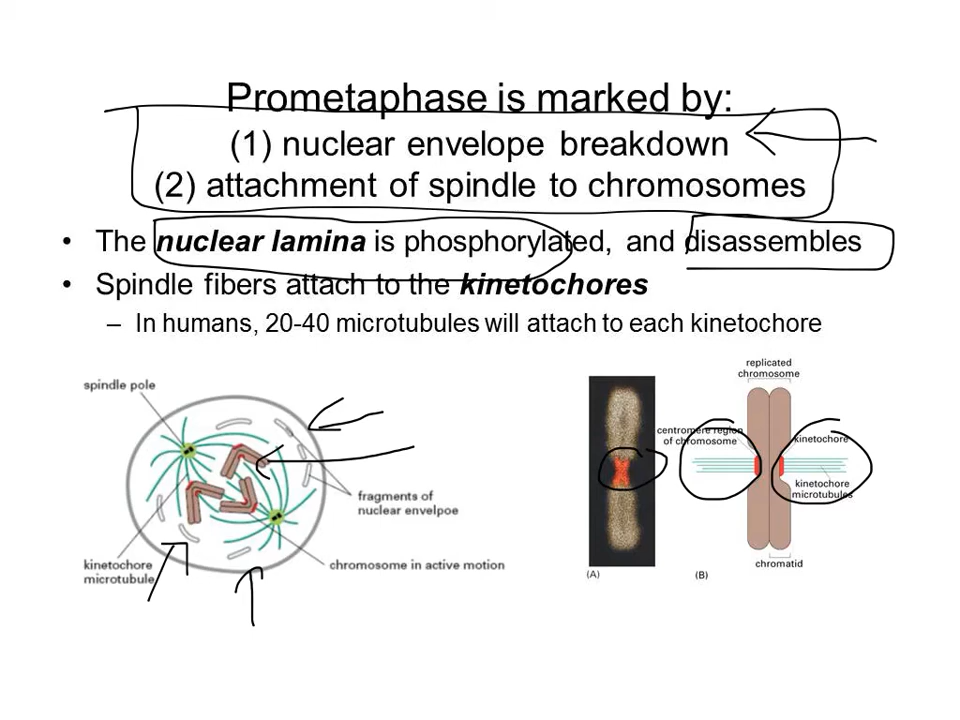 Prometaphase is marked by:
(1) nuclear envelope breakdown
(2) attachment of spindle to chromosomes
• The nuclear lamina is phosphorylated, and disassembles
• Spindle fibers attach to the kinetochores
– In humans, 20-40 microtubules will attach to each kinetochore
spindle pole
fragments of
nuclear envelpoe
kinetochore
microtubule
chromosome in active motion
replicated
chromosome
centromere region
of chromosome
kinetochore
kinetochore
microtubules
chromatid
(A)
(B)